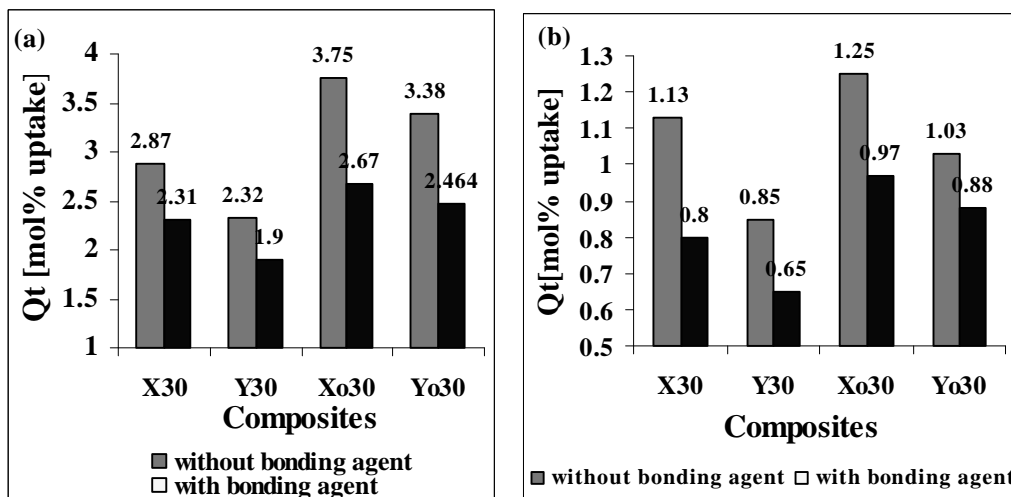 (a)
Qt [mol% uptake]
4
3.5
3
2.5
2
1.5
1
2.87
2.31
2.32
1.9
3.75
2.67
3.38
2.464
X30 Y30 Xo30 Yo30
Composites
without bonding agent
with bonding agent
(b)
Qt[mol% uptake]
1.3
1.2
1.1
1
0.9
0.8
0.7
0.6
0.5
1.13
0.8
0.85
0.65
1.25
0.97
1.03
0.88
X30 Y30 Xo30 Yo30
Composites
without bonding agent with bonding agent